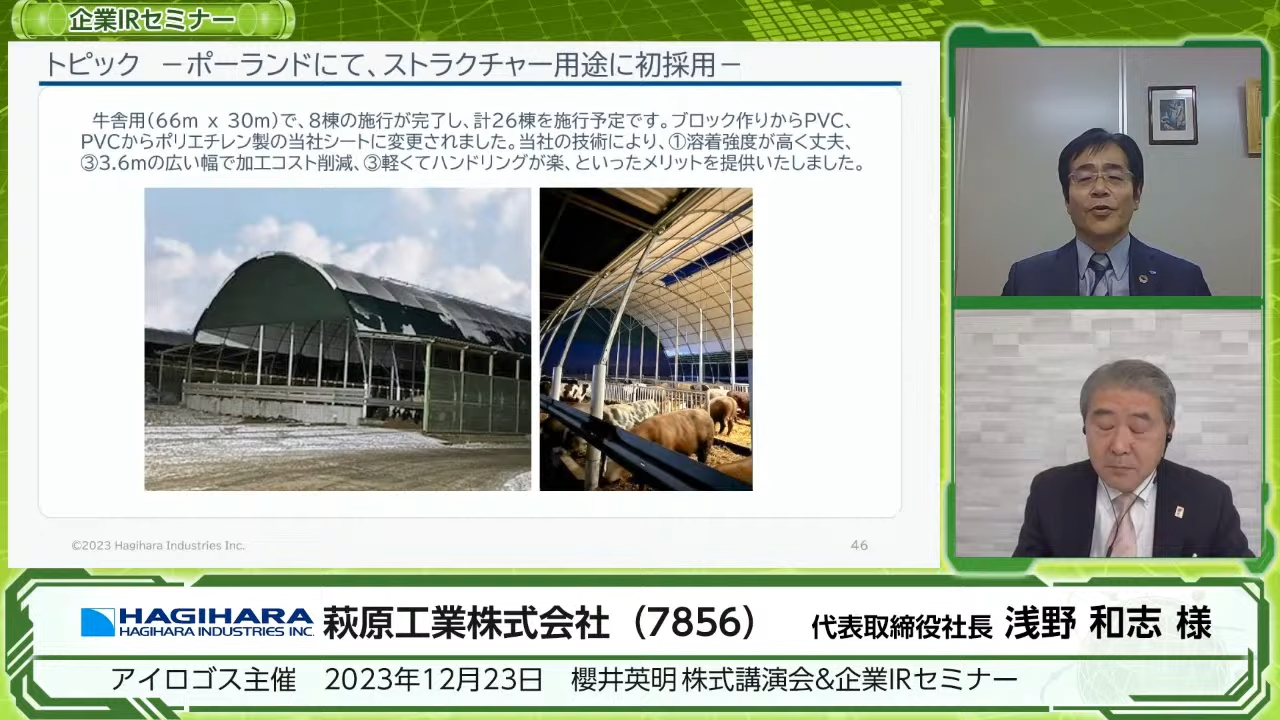 企業IRセミナー
トピック －ポーランドにて、ストラクチャー用途に初採用－
牛舎用(66m x 30m)で、8棟の施行が完了し、計26棟を施行予定です。ブロック作りからPVC、
PVCからポリエチレン製の当社シートに変更されました。当社の技術により、①溶着強度が高く丈夫、
③3.6mの広い幅で加工コスト削減、③軽くてハンドリングが楽、といったメリットを提供いたしました。
©2023 Hagihara Industries Inc.
46
HAGIHARA
HAGIHARA INDUSTRIES INC.
萩原工業株式会社（7856） 代表取締役社長 浅野 和志 様
アイロゴス主催 2023年12月23日 櫻井英明 株式講演会&企業IRセミナー